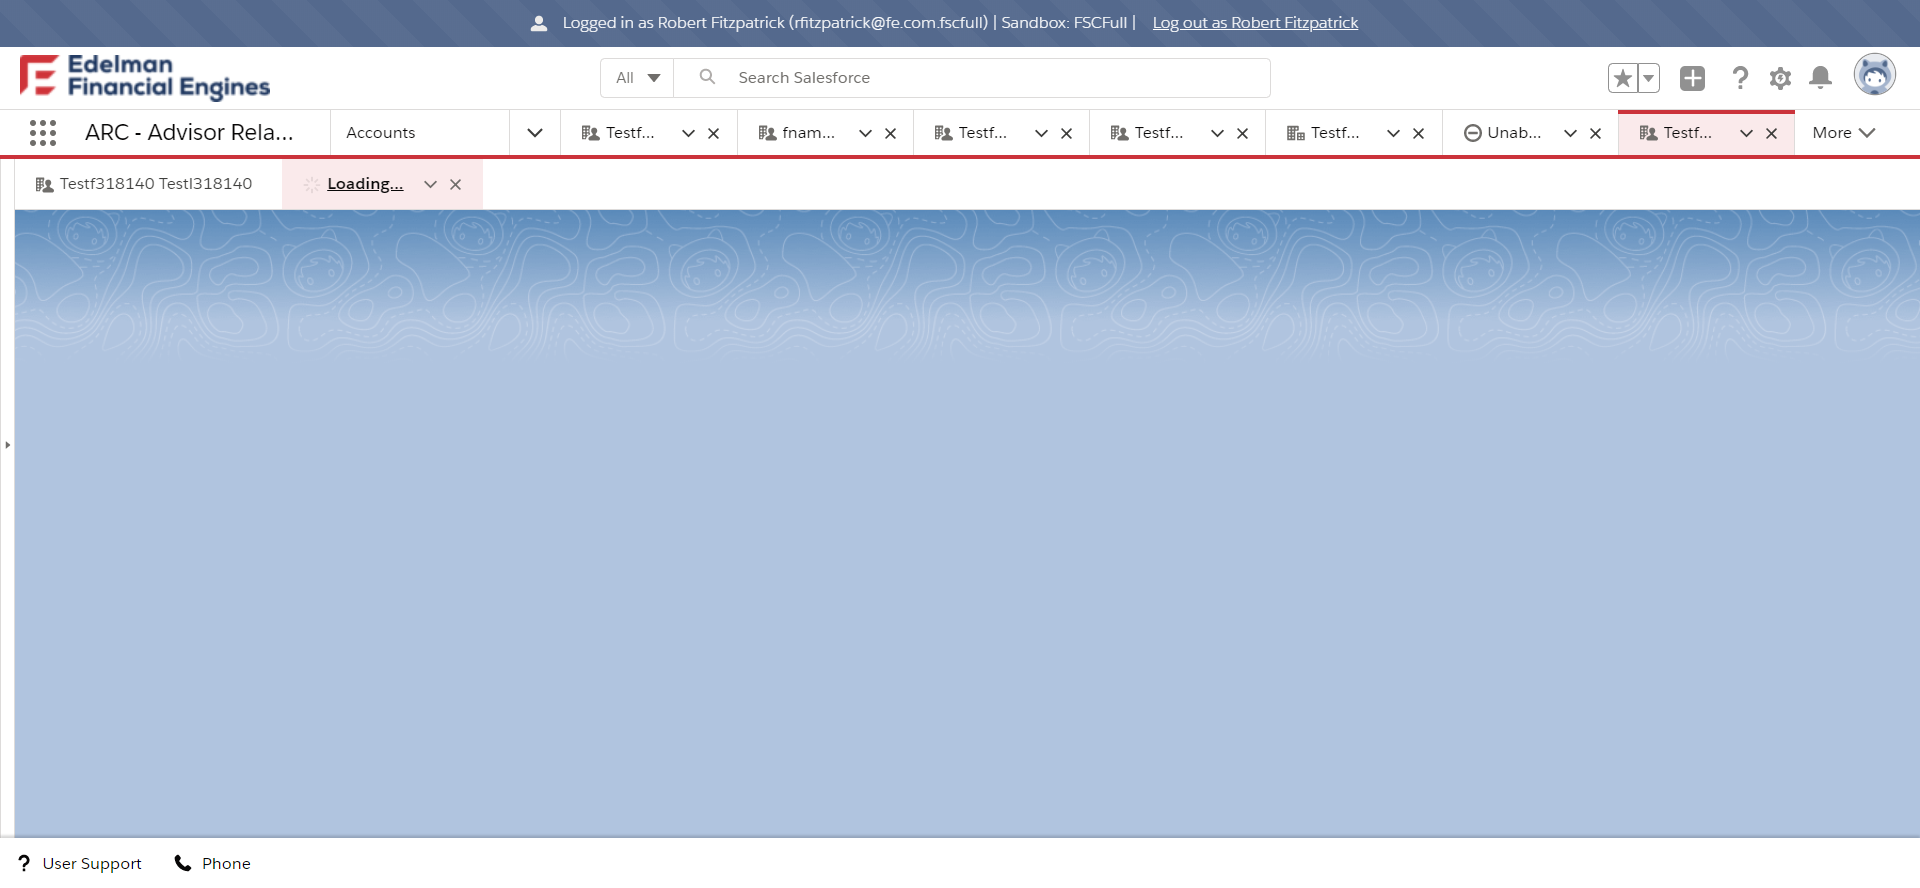 Logged in as Robert Fitzpatrick (rfitzpatrick@fe.com.fscfull) | Sandbox: FSCFull | Log out as Robert Fitzpatrick
Edelman
Financial Engines
All
Search Salesforce
ARC - Advisor Rela...
Accounts
Testf...
fnam...
Testf...
Testf...
Testf...
Unab...
Testf...
More
Testf318140 Testl318140
Loading...
User Support
Phone